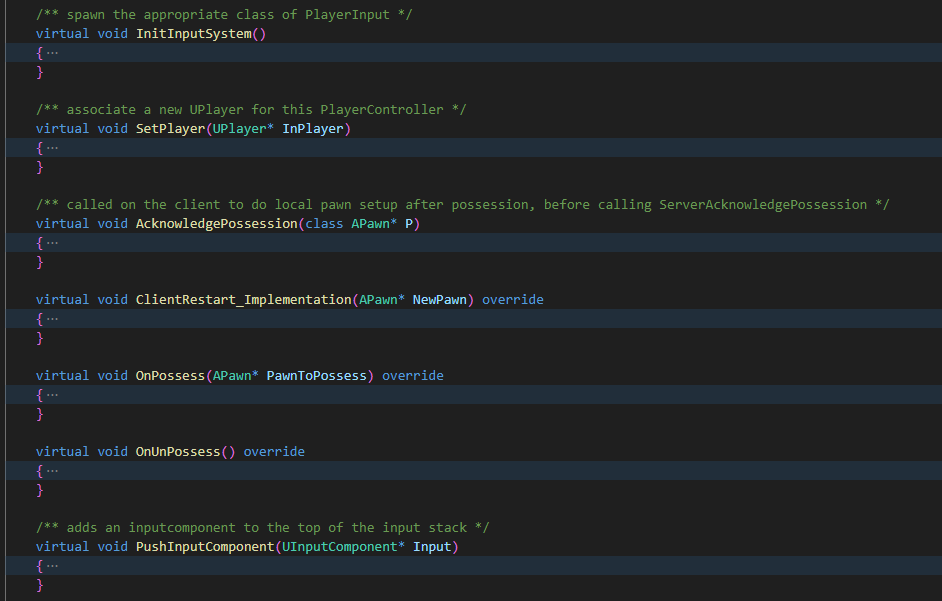 /** spawn the appropriate class of PlayerInput */
virtual void InitInputSystem()
{ ···
}
/** associate a new UPlayer for this PlayerController */
virtual void SetPlayer(UPlayer* InPlayer)
{ ···
}
/** called on the client to do local pawn setup after possession, before calling ServerAcknowledgePossession */
virtual void AcknowledgePossession(class APawn* P)
{ ···
}
virtual void ClientRestart_Implementation(APawn* NewPawn) override
{ ···
}
virtual void OnPossess(APawn* PawnToPossess) override
{ ···
}
virtual void OnUnPossess() override
{ ···
}
/** adds an inputcomponent to the top of the input stack */
virtual void PushInputComponent(UInputComponent* Input)
{ ···
}